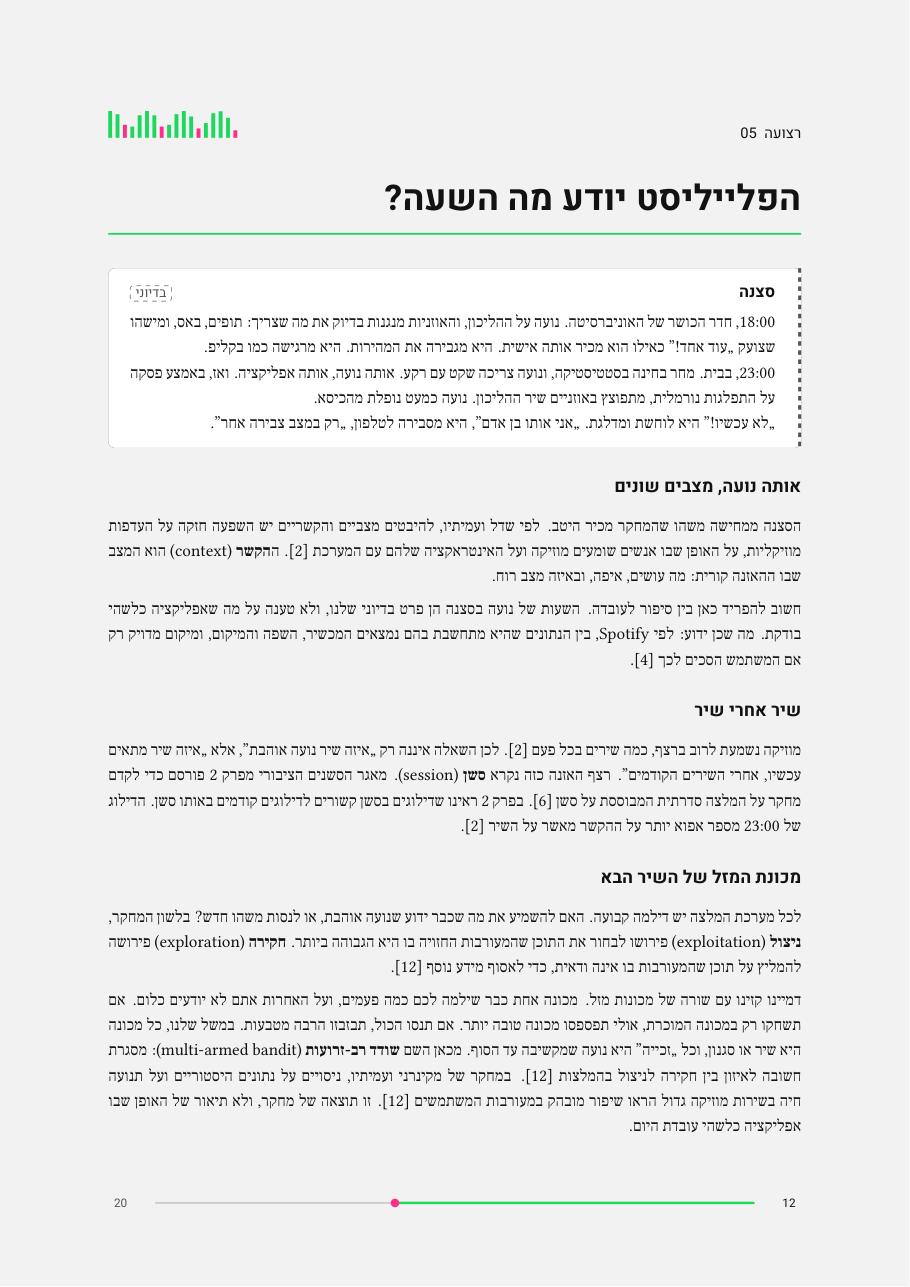 רצועה 05
הפלייליסט יודע מה השעה?
סצנה
בדיוני
18:00, חדר הכושר של האוניברסיטה. נועה על ההליכון, והאוזניות מנגנות בדיוק את מה שצריך: תופים, באס, ומישהו
שצועק „עוד אחד!” כאילו הוא מכיר אותה אישית. היא מגבירה את המהירות. היא מרגישה כמו בקליפ.
23:00, בבית. מחר בחינה בסטטיסטיקה, ונועה צריכה שקט עם רקע. אותה נועה, אותה אפליקציה. ואז, באמצע פסקה
על התפלגות נורמלית, מתפוצץ באוזניים שיר ההליכון. נועה כמעט נופלת מהכיסא.
„לא עכשיו!” היא לוחשת ומדלגת. „אני אותו בן אדם”, היא מסבירה לטלפון, „רק במצב צבירה אחר”.
אותה נועה, מצבים שונים
הסצנה ממחישה משהו שהמחקר מכיר היטב. לפי שדל ועמיתיו, להיבטים מצביים והקשריים יש השפעה חזקה על העדפות
מוזיקליות, על האופן שבו אנשים שומעים מוזיקה ועל האינטראקציה שלהם עם המערכת [2]. ההקשר (context) הוא המצב
שבו ההאזנה קורית: מה עושים, איפה, ובאיזה מצב רוח.
חשוב להפריד כאן בין סיפור לעובדה. השעות של נועה בסצנה הן פרט בדיוני שלנו, ולא טענה על מה שאפליקציה כלשהי
בודקת. מה שכן ידוע: לפי Spotify, בין הנתונים שהיא מתחשבת בהם נמצאים המכשיר, השפה והמיקום, ומיקום מדויק רק
אם המשתמש הסכים לכך [4].
שיר אחרי שיר
מוזיקה נשמעת לרוב ברצף, כמה שירים בכל פעם [2]. לכן השאלה איננה רק „איזה שיר נועה אוהבת”, אלא „איזה שיר מתאים
עכשיו, אחרי השירים הקודמים”. רצף האזנה כזה נקרא סשן (session). מאגר הסשנים הציבורי מפרק 2 פורסם כדי לקדם
מחקר על המלצה סדרתית המבוססת על סשן [6]. בפרק 2 ראינו שדילוגים בסשן קשורים לדילוגים קודמים באותו סשן. הדילוג
של 23:00 מספר אפוא יותר על ההקשר מאשר על השיר [2].
מכונת המזל של השיר הבא
לכל מערכת המלצה יש דילמה קבועה. האם להשמיע את מה שכבר ידוע שנועה אוהבת, או לנסות משהו חדש? בלשון המחקר,
ניצול (exploitation) פירושו לבחור את התוכן שהמעורבות החזויה בו היא הגבוהה ביותר. חקירה (exploration) פירושה
להמליץ על תוכן שהמעורבות בו אינה ודאית, כדי לאסוף מידע נוסף [12].
דמיינו קזינו עם שורה של מכונות מזל. מכונה אחת כבר שילמה לכם כמה פעמים, ועל האחרות אתם לא יודעים כלום. אם
תשחקו רק במכונה המוכרת, אולי תפספסו מכונה טובה יותר. אם תנסו הכול, תבזבזו הרבה מטבעות. במשל שלנו, כל מכונה
היא שיר או סגנון, וכל „זכייה” היא נועה שמקשיבה עד הסוף. מכאן השם שודד רב-זרועות (multi-armed bandit): מסגרת
חשובה לאיזון בין חקירה לניצול בהמלצות [12]. במחקר של מקינרני ועמיתיו, ניסויים על נתונים היסטוריים ועל תנועה
חיה בשירות מוזיקה גדול הראו שיפור מובהק במעורבות המשתמשים [12]. זו תוצאה של מחקר, ולא תיאור של האופן שבו
אפליקציה כלשהי עובדת היום.
12
20